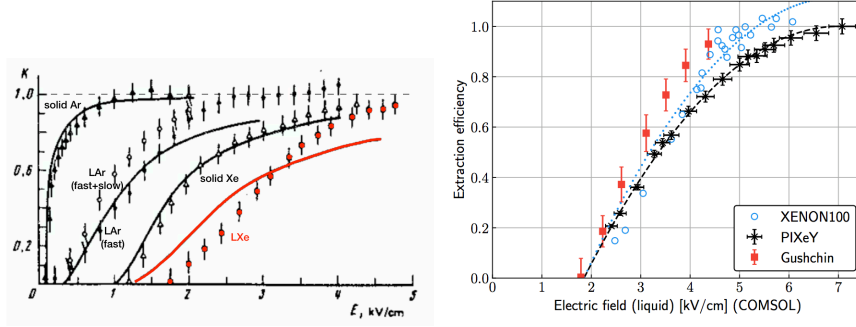 K
1.0
0,5
0,2
0
1
2
3
4
5
E, kV/cm
solid Ar
LAr
(fast+slow)
LAr
(fast)
solid Xe
LXe
1.0
0.8
0.6
0.4
0.2
0.0
Extraction efficiency
0 1 2 3 4 5 6 7
Electric field (liquid) [kV/cm] (COMSOL)
XENON100
PIXeY
Gushchin